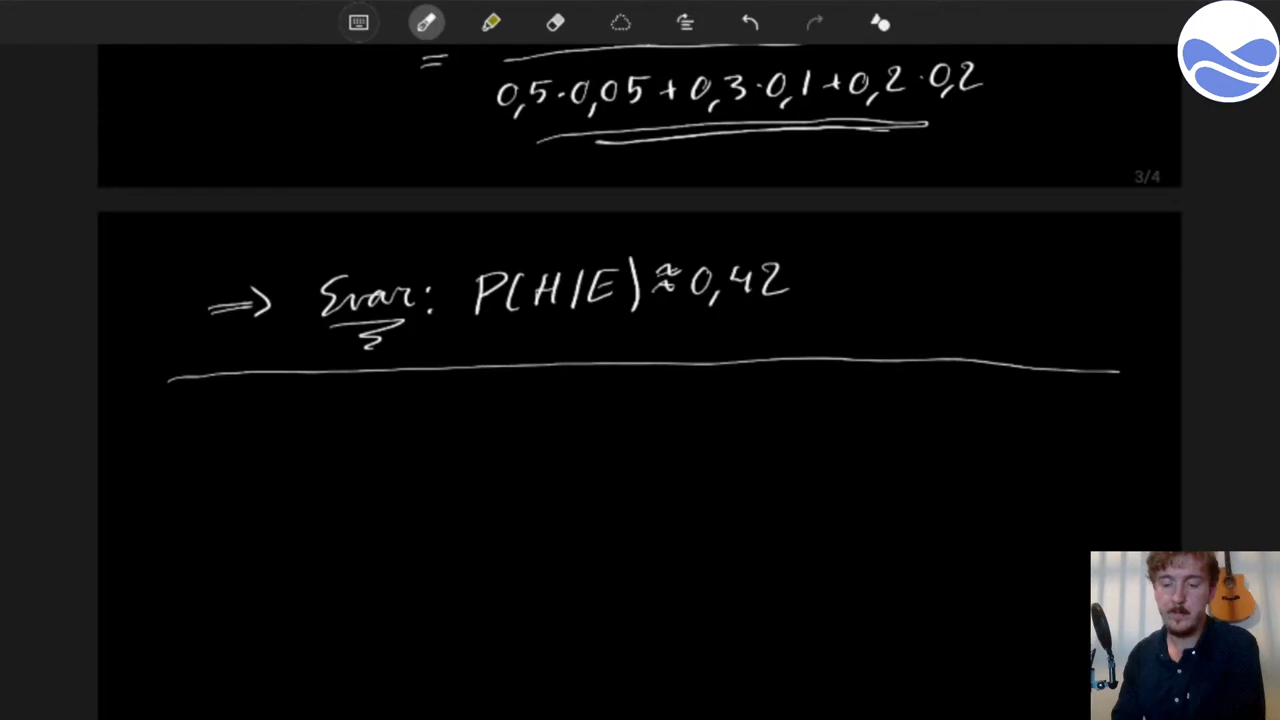 =
0,5·0,05+0,3·0,1+0,2·0,2
3/4
⇒ Svar: P(H/E)≈0,42